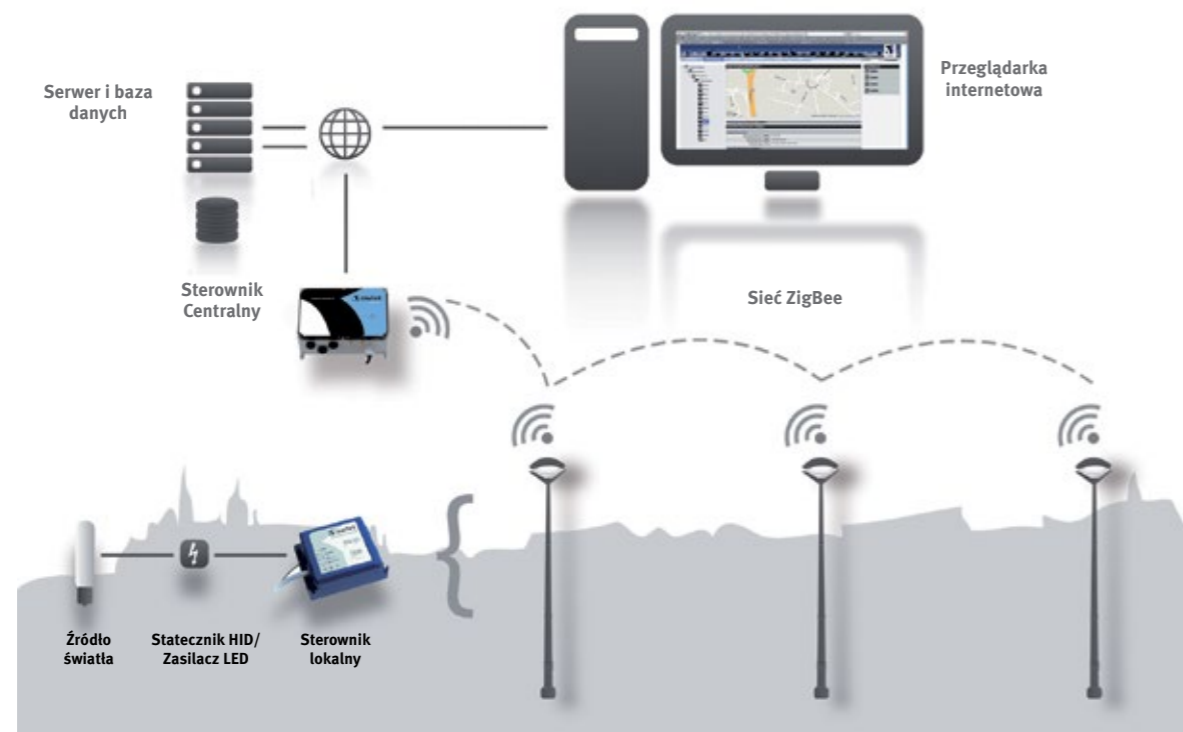 Serwer i baza
danych
Przeglądarka
internetowa
Sterownik
Centralny
Sieć ZigBee
Źródło
światła
Statecznik HID/
Zasilacz LED
Sterownik
lokalny